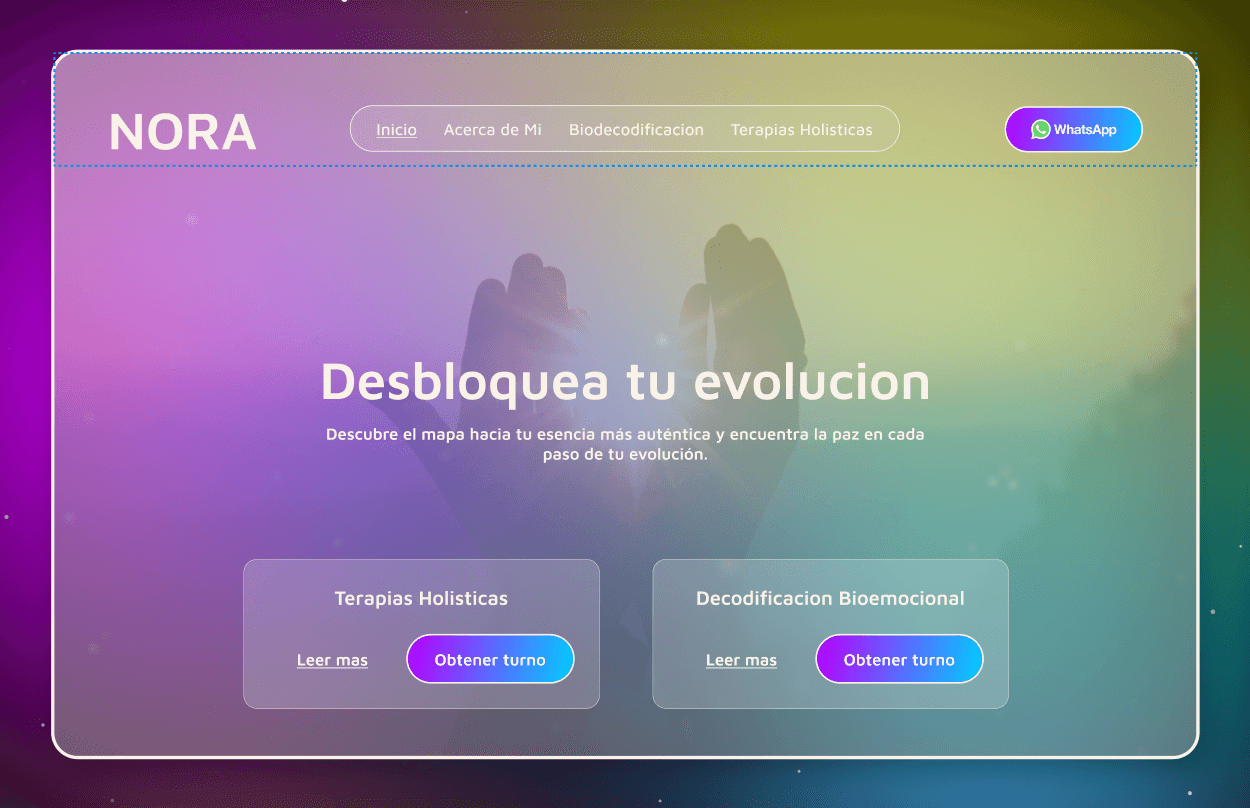 NORA
Inicio Acerca de Mi Biodecodificacion Terapias Holisticas
WhatsApp
Desbloquea tu evolucion
Descubre el mapa hacia tu esencia más auténtica y encuentra la paz en cada
paso de tu evolución.
Terapias Holisticas
Leer mas Obtener turno
Decodificacion Bioemocional
Leer mas Obtener turno